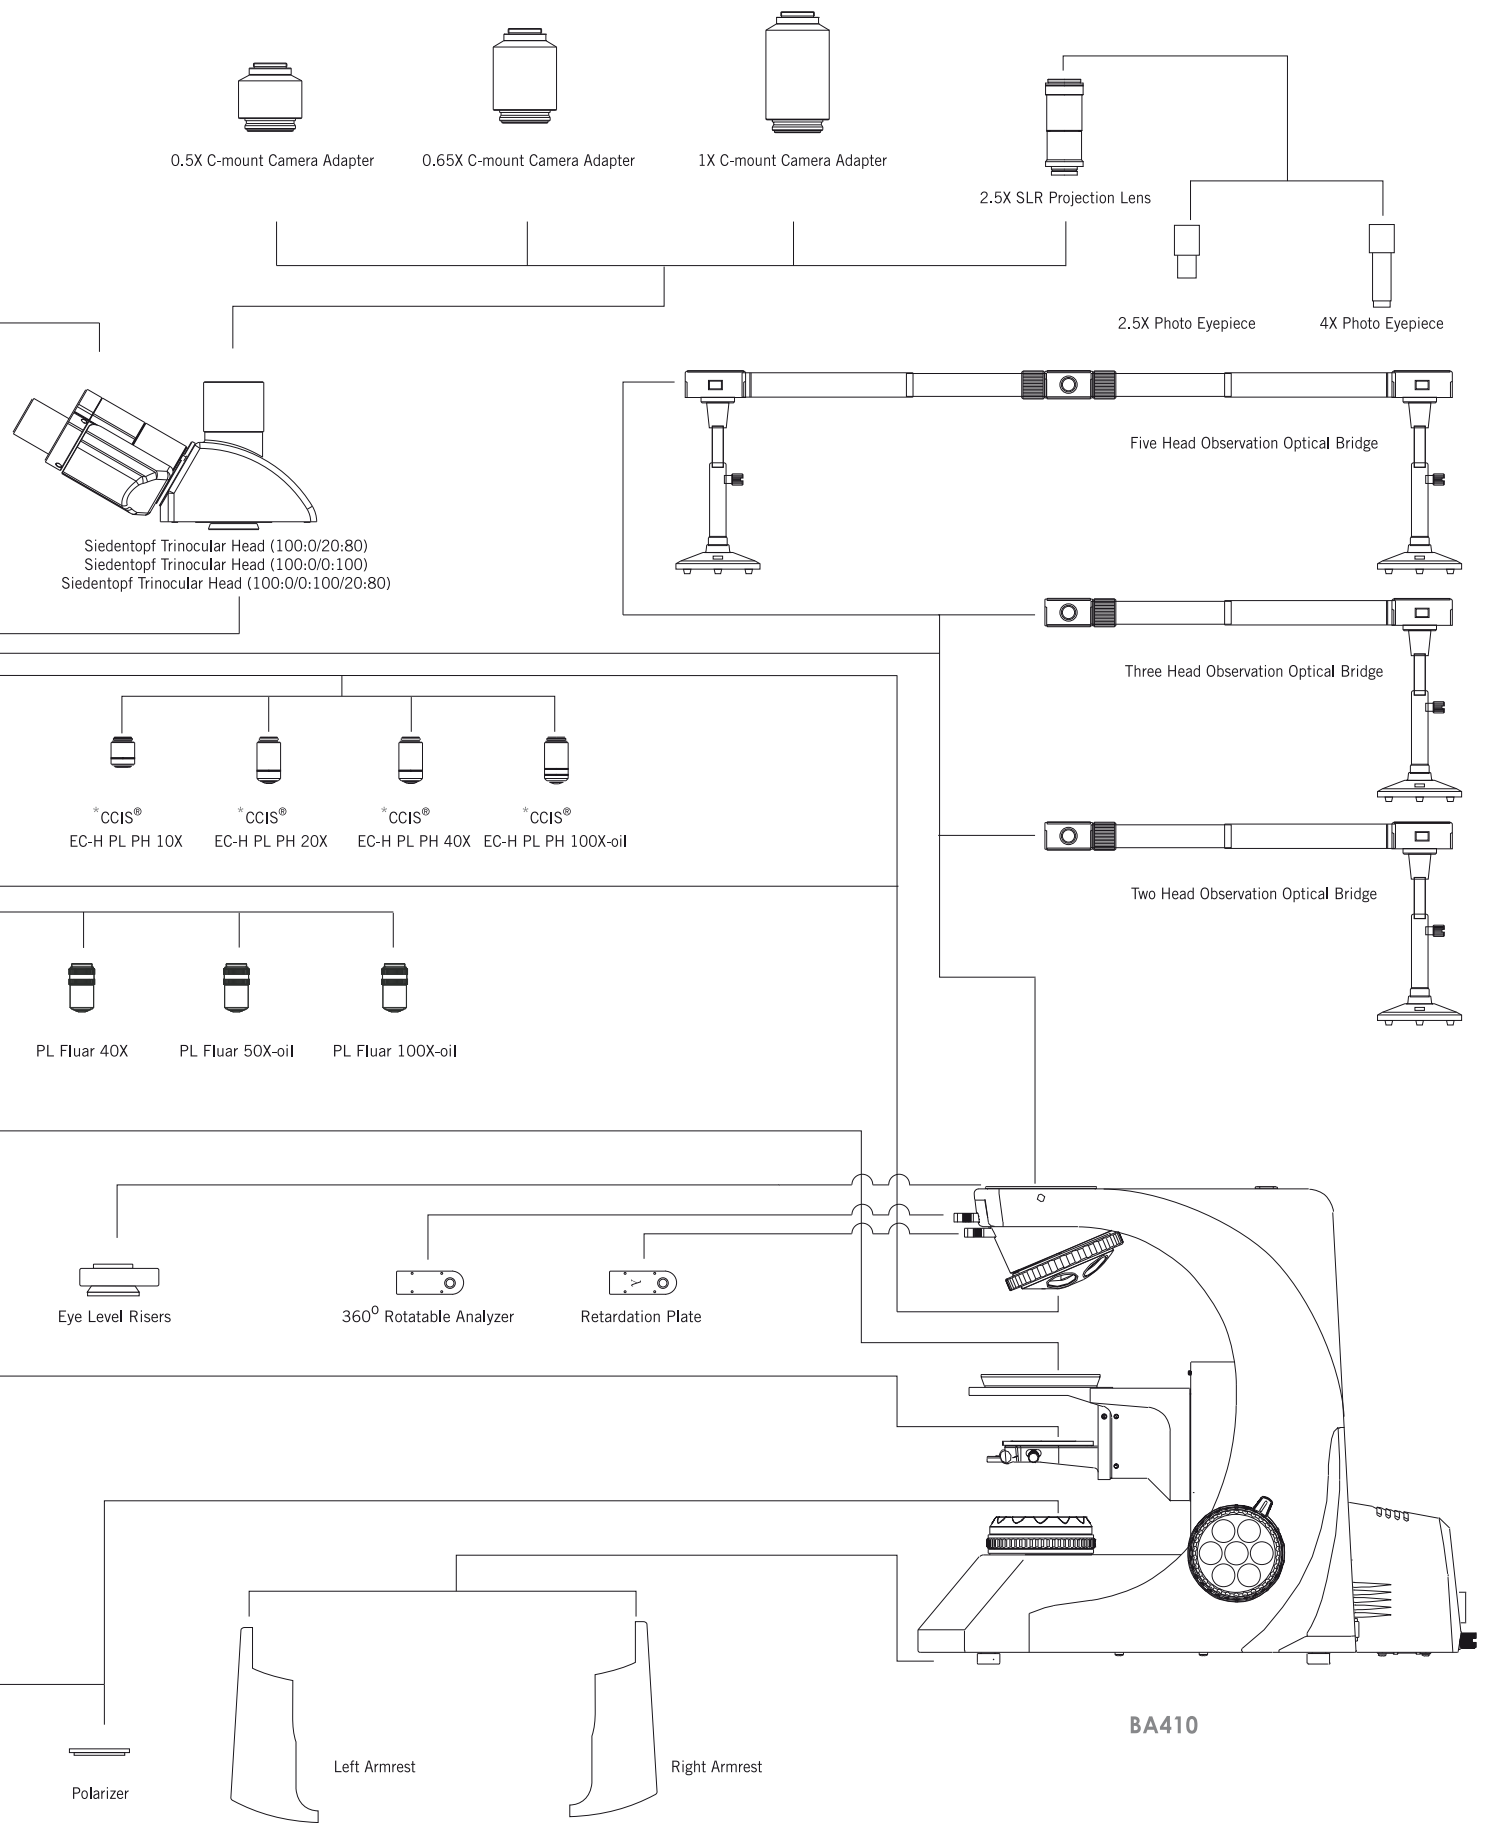 0.5X C-mount Camera Adapter
0.65X C-mount Camera Adapter
1X C-mount Camera Adapter
2.5X SLR Projection Lens
2.5X Photo Eyepiece
4X Photo Eyepiece
Five Head Observation Optical Bridge
Siedentopf Trinocular Head (100:0/20:80)
Siedentopf Trinocular Head (100:0/0:100)
Siedentopf Trinocular Head (100:0/0:100/20:80)
Three Head Observation Optical Bridge
*CCIS®
EC-H PL PH 10X
*CCIS®
EC-H PL PH 20X
*CCIS®
EC-H PL PH 40X
*CCIS®
EC-H PL PH 100X-oil
Two Head Observation Optical Bridge
PL Fluar 40X
PL Fluar 50X-oil
PL Fluar 100X-oil
Eye Level Risers
360⁰ Rotatable Analyzer
λ
Retardation Plate
BA410
Left Armrest
Right Armrest
Polarizer